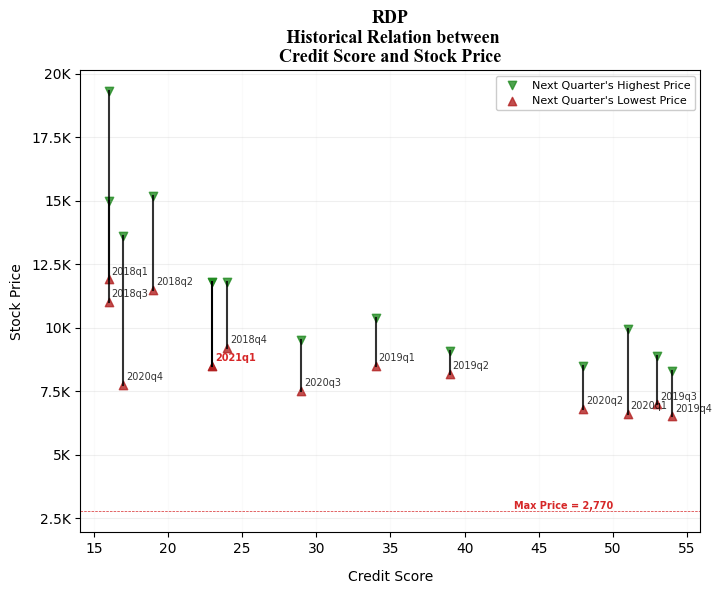 RDP
Historical Relation between
Credit Score and Stock Price
Next Quarter's Highest Price
Next Quarter's Lowest Price
20K
17.5K
15K
12.5K
10K
7.5K
5K
2.5K
Stock Price
2018q1
2018q2
2018q3
2018q4
2021q1
2019q1
2019q2
2020q4
2020q3
2020q2
2019q3
2020q1
2019q4
Max Price = 2,770
15
20
25
30
35
40
45
50
55
Credit Score